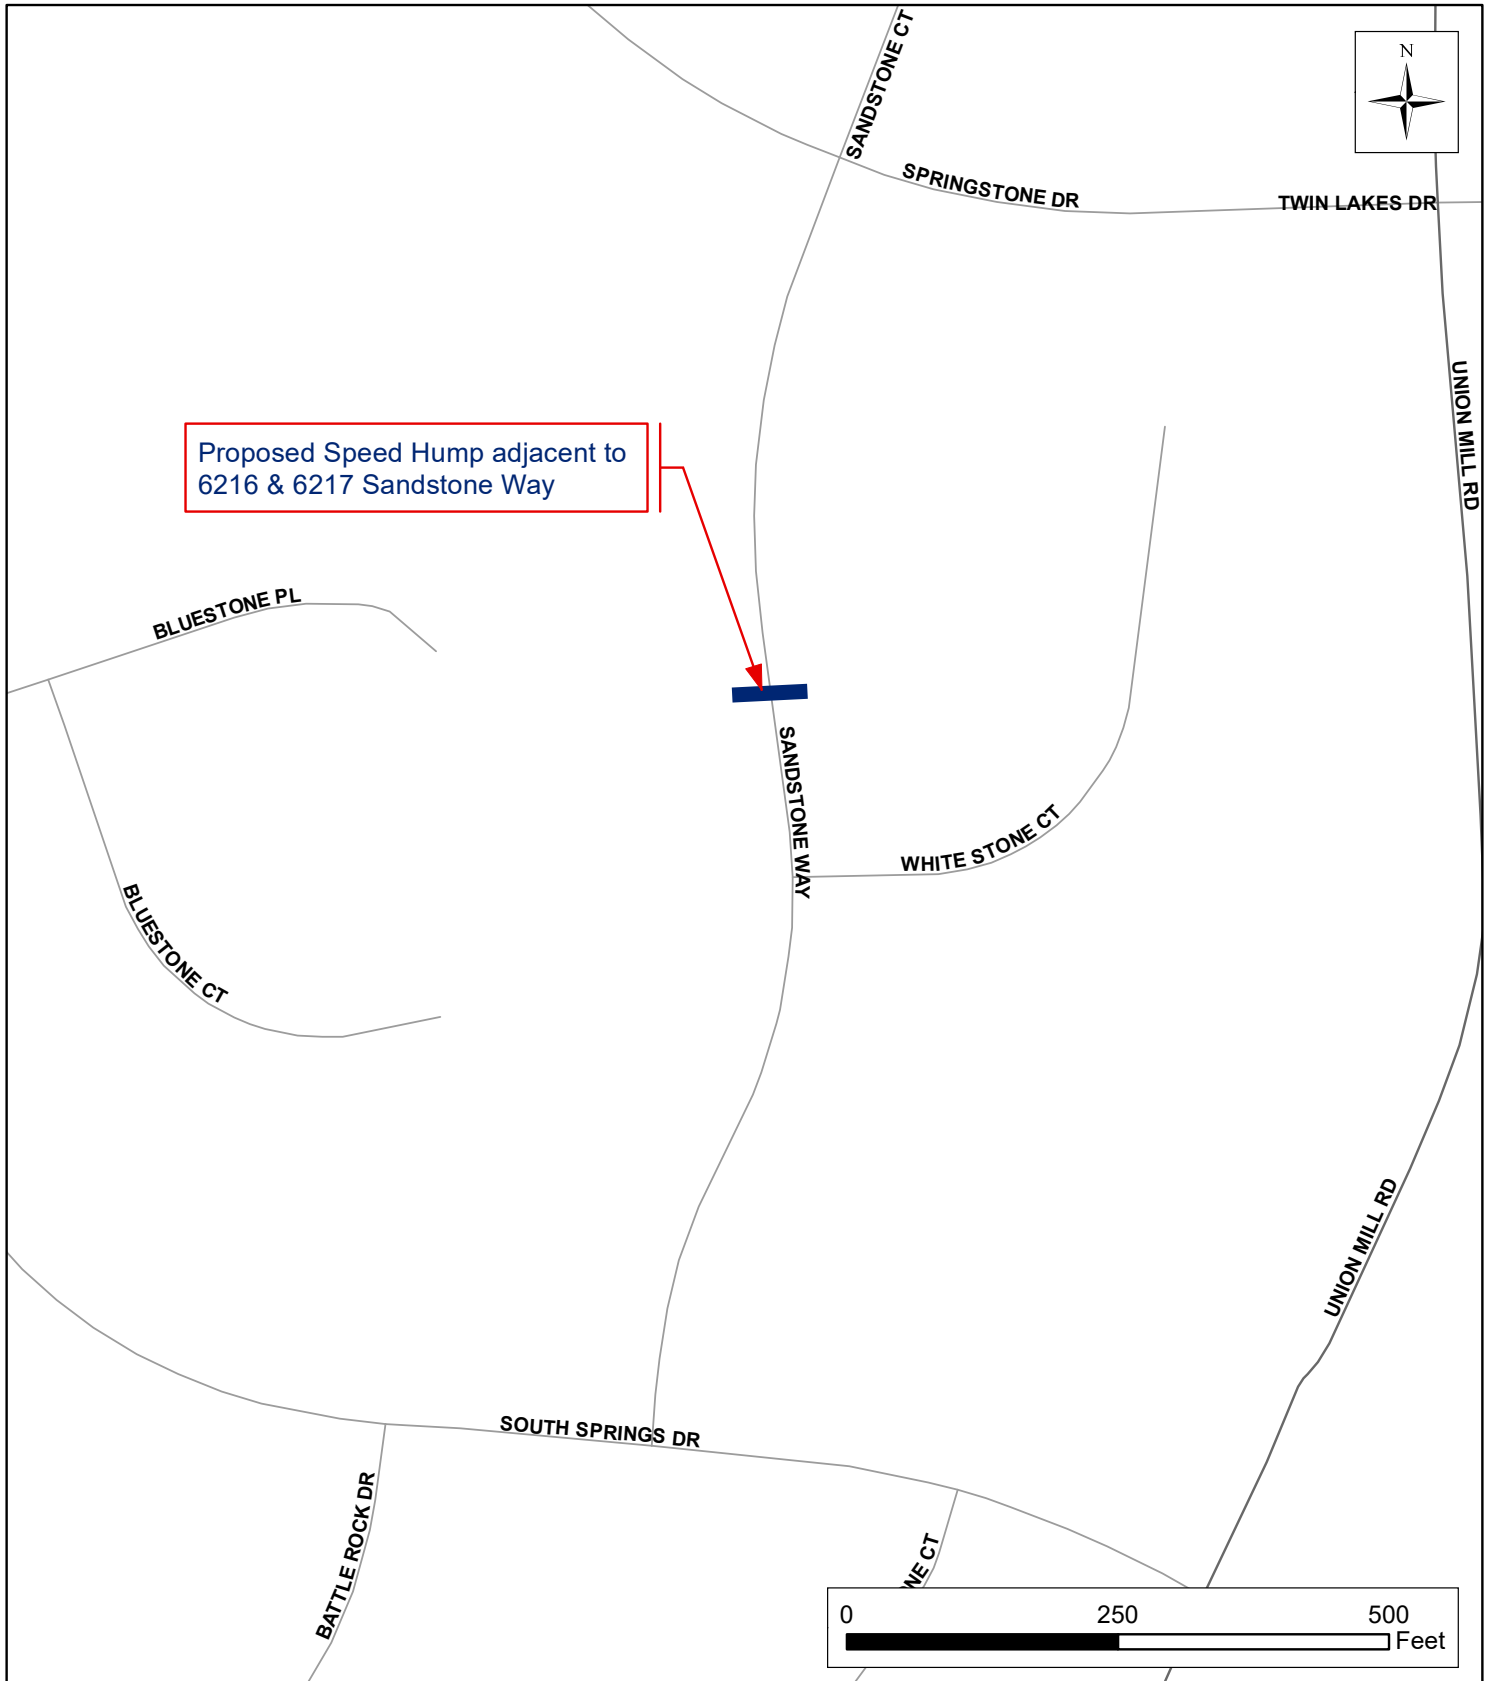 SANDSTONE CT
N
SPRINGSTONE DR
TWIN LAKES DR
UNION MILL RD
Proposed Speed Hump adjacent to
6216 & 6217 Sandstone Way
BLUESTONE PL
SANDSTONE WAY
WHITE STONE CT
BLUESTONE CT
UNION MILL RD
SOUTH SPRINGS DR
BATTLE ROCK DR
CT
0 250 500
Feet